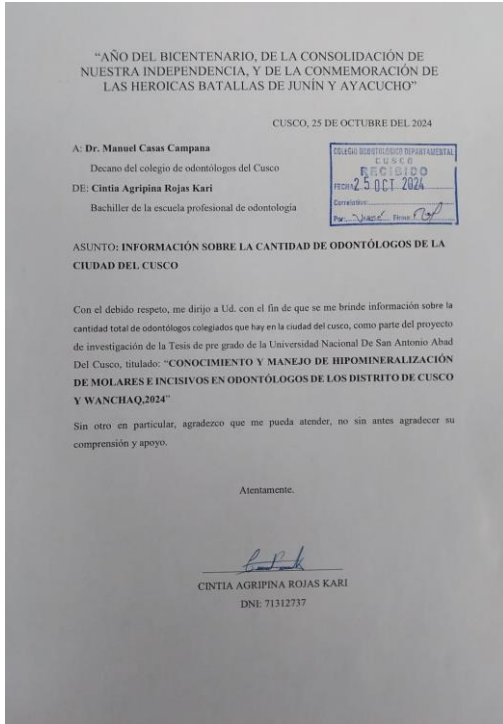 “AÑO DEL BICENTENARIO, DE LA CONSOLIDACIÓN DE
NUESTRA INDEPENDENCIA, Y DE LA CONMEMORACIÓN DE
LAS HEROICAS BATALLAS DE JUNÍN Y AYACUCHO”
CUSCO, 25 DE OCTUBRE DEL 2024
A: Dr. Manuel Casas Campana
Decano del colegio de odontólogos del Cusco
DE: Cintia Agripina Rojas Kari
Bachiller de la escuela profesional de odontología
COLEGIO ODONTOLOGICO DEPARTAMENTAL
CUSCO
RECIBIDO
FECHA 25 OCT 2024
Correlativo:
Por: Firma:
ASUNTO: INFORMACIÓN SOBRE LA CANTIDAD DE ODONTÓLOGOS DE LA
CIUDAD DEL CUSCO
Con el debido respeto, me dirijo a Ud. con el fin de que se me brinde información sobre la
cantidad total de odontólogos colegiados que hay en la ciudad del cusco, como parte del proyecto
de investigación de la Tesis de pre grado de la Universidad Nacional De San Antonio Abad
Del Cusco, titulado: “CONOCIMIENTO Y MANEJO DE HIPOMINERALIZACIÓN
DE MOLARES E INCISIVOS EN ODONTÓLOGOS DE LOS DISTRITO DE CUSCO
Y WANCHAQ,2024”
Sin otro en particular, agradezco que me pueda atender, no sin antes agradecer su
comprensión y apoyo.
Atentamente.
CINTIA AGRIPINA ROJAS KARI
DNI: 71312737